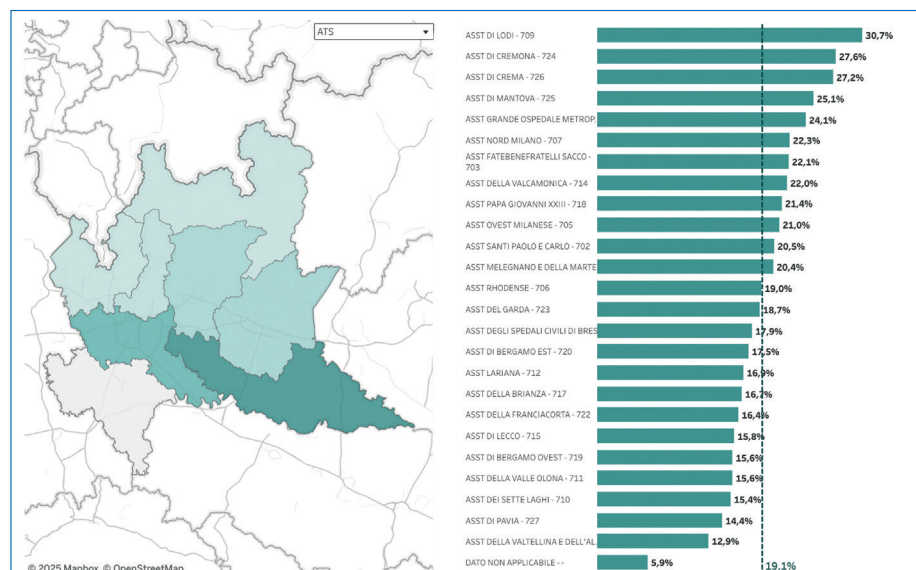 ATS
ASST DI LODI - 709 30,7%
ASST DI CREMONA - 724 27,6%
ASST DI CREMA - 726 27,2%
ASST DI MANTOVA - 725 25,1%
ASST GRANDE OSPEDALE METROP. 24,1%
ASST NORD MILANO - 707 22,3%
ASST FATEBENEFRATELLI SACCO -
703 22,1%
ASST DELLA VALCAMONICA - 714 22,0%
ASST PAPA GIOVANNI XXIII - 718 21,4%
ASST OVEST MILANESE - 705 21,0%
ASST SANTI PAOLO E CARLO - 702 20,5%
ASST MELEGNANO E DELLA MARTE 20,4%
ASST RHODENSE - 706 19,0%
ASST DEL GARDA - 723 18,7%
ASST DEGLI SPEDALI CIVILI DI BRES 17,9%
ASST DI BERGAMO EST - 720 17,5%
ASST LARIANA - 712 16,9%
ASST DELLA BRIANZA - 717 16,7%
ASST DELLA FRANCIACORTA - 722 16,4%
ASST DI LECCO - 715 15,8%
ASST DI BERGAMO OVEST - 719 15,6%
ASST DELLA VALLE OLONA - 711 15,6%
ASST DEI SETTE LAGHI - 710 15,4%
ASST DI PAVIA - 727 14,4%
ASST DELLA VALTELLINA E DELL'AL. 12,9%
DATO NON APPLICABILE - - 5,9%
19,1%
© 2025 Mapbox © OpenStreetMap